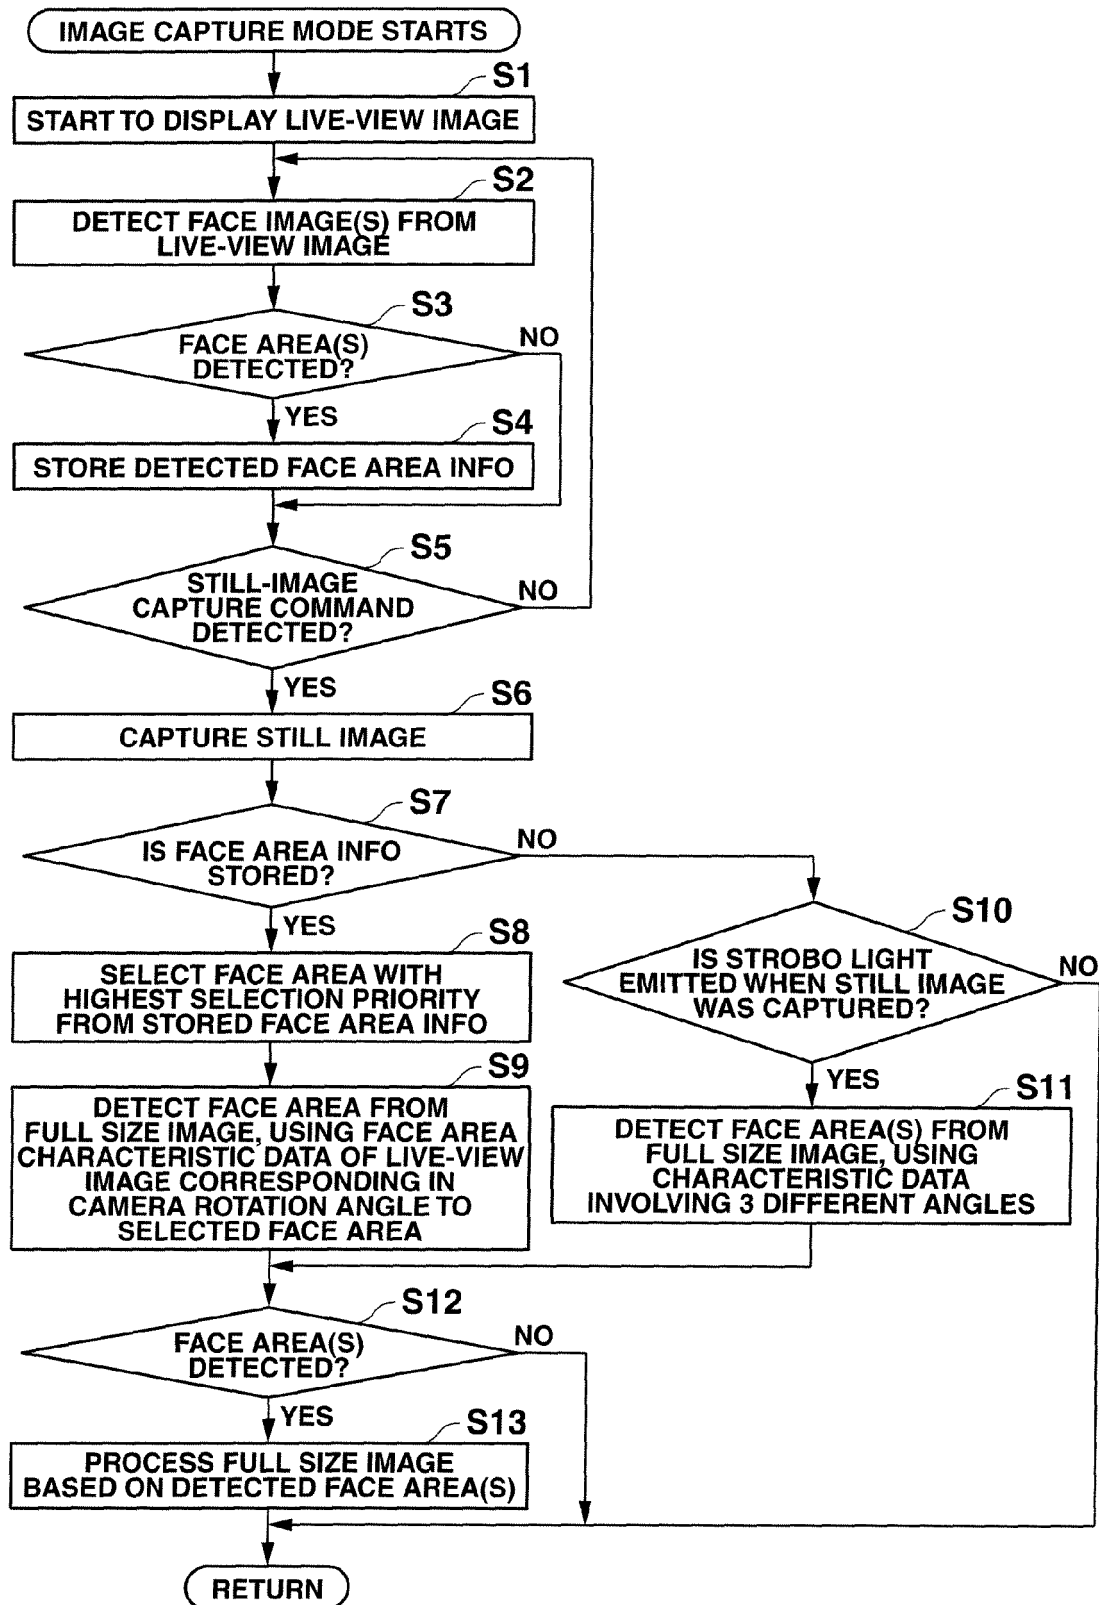 IMAGE CAPTURE MODE STARTS
S1
START TO DISPLAY LIVE-VIEW IMAGE
S2
DETECT FACE IMAGE(S) FROM
LIVE-VIEW IMAGE
S3
FACE AREA(S)
DETECTED?
NO
YES
S4
STORE DETECTED FACE AREA INFO
S5
STILL-IMAGE
CAPTURE COMMAND
DETECTED?
NO
YES
S6
CAPTURE STILL IMAGE
S7
IS FACE AREA INFO
STORED?
NO
YES
S8
SELECT FACE AREA WITH
HIGHEST SELECTION PRIORITY
FROM STORED FACE AREA INFO
S9
DETECT FACE AREA FROM
FULL SIZE IMAGE, USING FACE AREA
CHARACTERISTIC DATA OF LIVE-VIEW
IMAGE CORRESPONDING IN
CAMERA ROTATION ANGLE TO
SELECTED FACE AREA
S10
IS STROBO LIGHT
EMITTED WHEN STILL IMAGE
WAS CAPTURED?
NO
YES
S11
DETECT FACE AREA(S) FROM
FULL SIZE IMAGE, USING
CHARACTERISTIC DATA
INVOLVING 3 DIFFERENT ANGLES
S12
FACE AREA(S)
DETECTED?
NO
YES
S13
PROCESS FULL SIZE IMAGE
BASED ON DETECTED FACE AREA(S)
RETURN